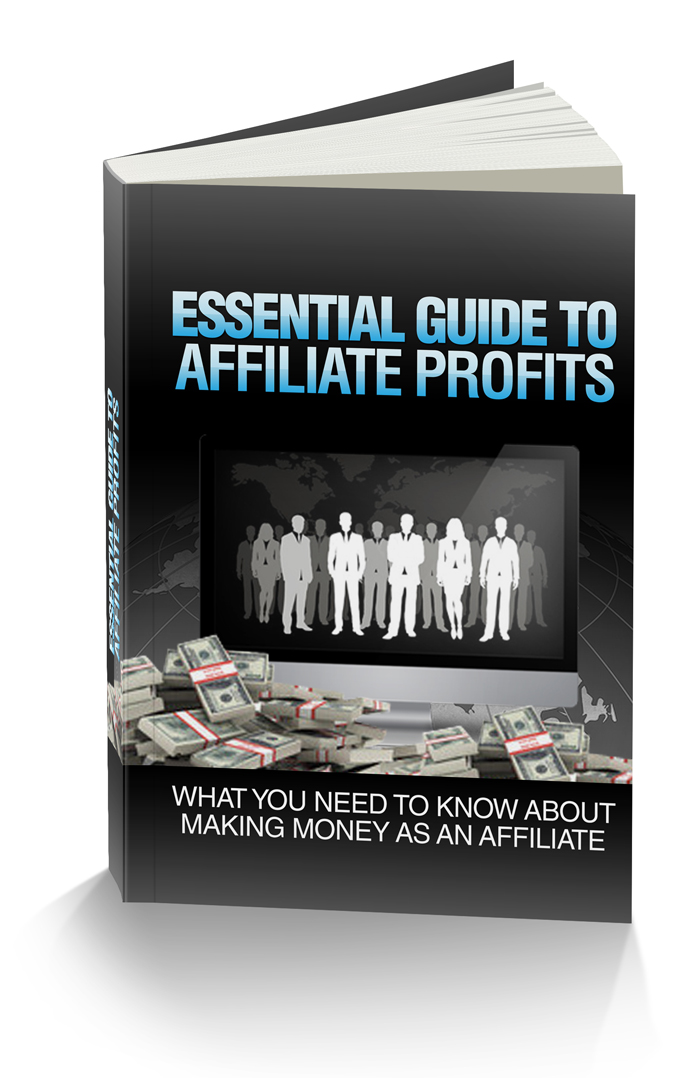 ESSENTIAL GUIDE TO
AFFILIATE PROFITS
WHAT YOU NEED TO KNOW ABOUT
MAKING MONEY AS AN AFFILIATE
ESSENTIAL GUIDE TO
AFFILIATE PROFITS